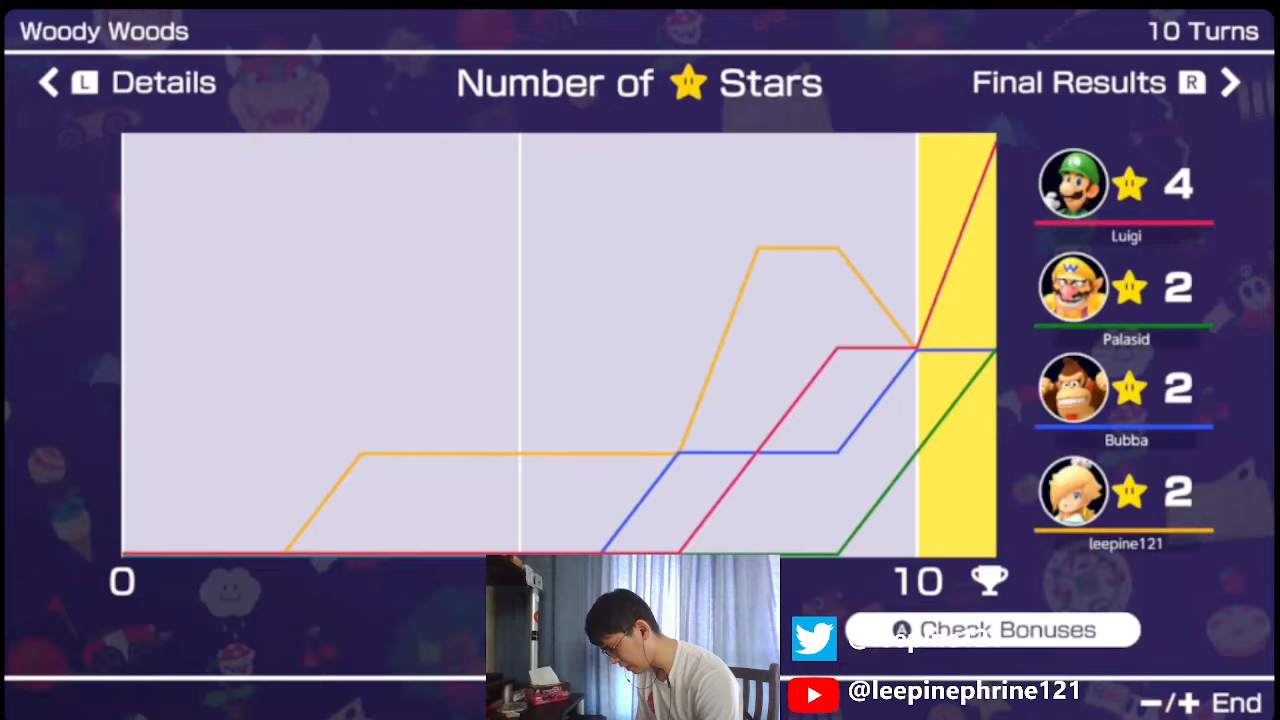 Woody Woods
10 Turns
L Details
Number of Stars
Final Results R
4
Luigi
W
2
Palasid
2
Bubba
2
leepine121
0
10
A Check Bonuses
@leepinephrine121
-/+ End